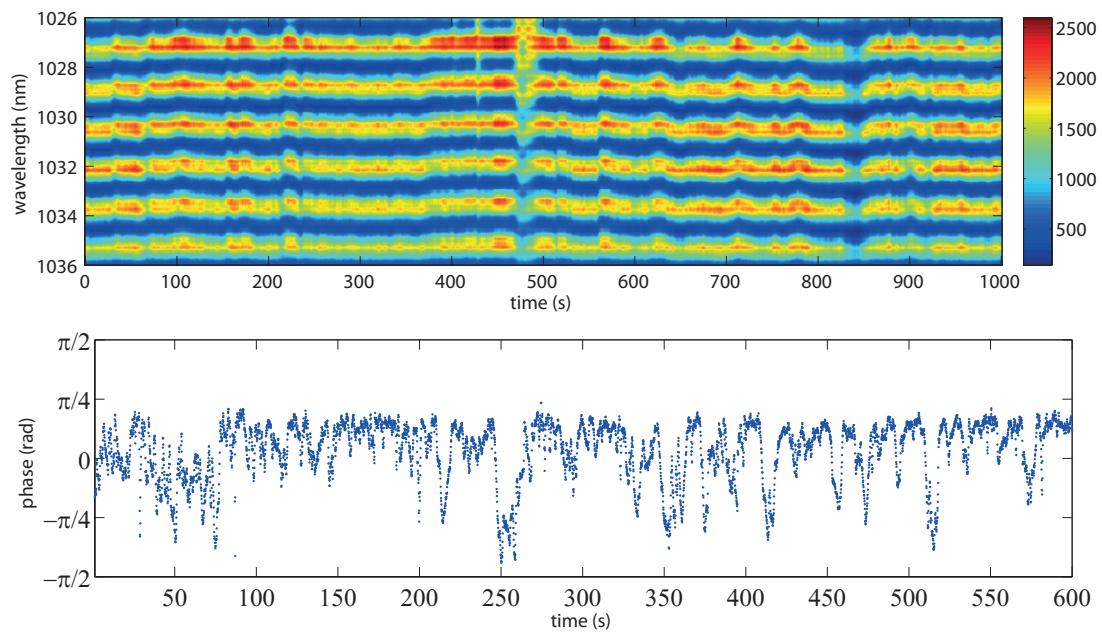 1026
1028
1030
1032
1034
1036
wavelength (nm)
0 100 200 300 400 500 600 700 800 900 1000
time (s)
2500
2000
1500
1000
500
π/2
π/4
0
−π/4
−π/2
phase (rad)
50 100 150 200 250 300 350 400 450 500 550 600
time (s)